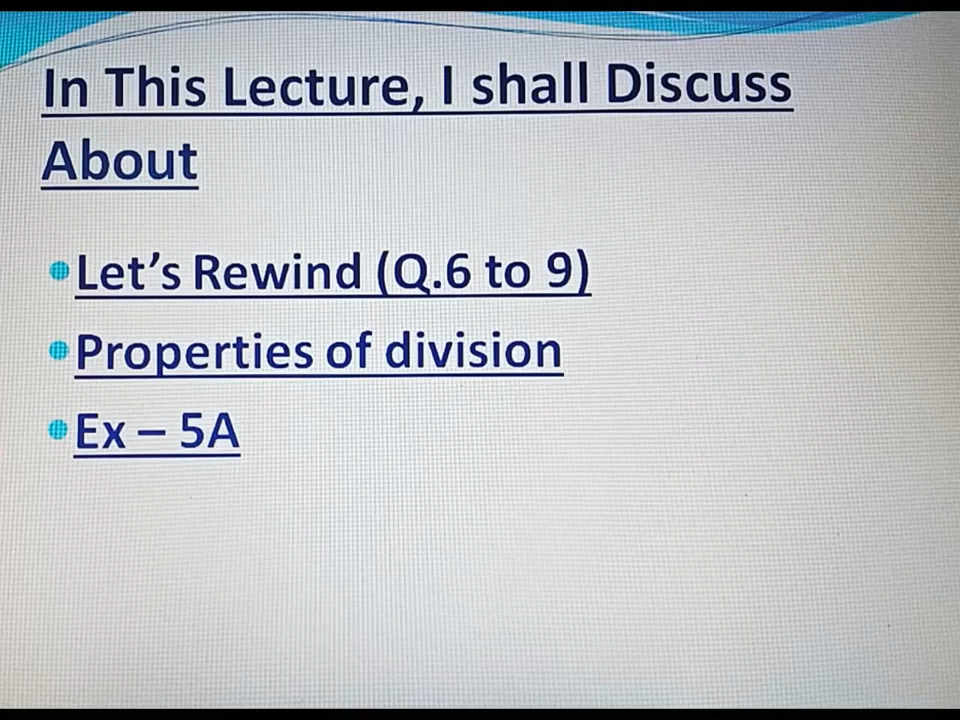 In This Lecture, I shall Discuss
About
Let's Rewind (Q.6 to 9)
Properties of division
Ex – 5A